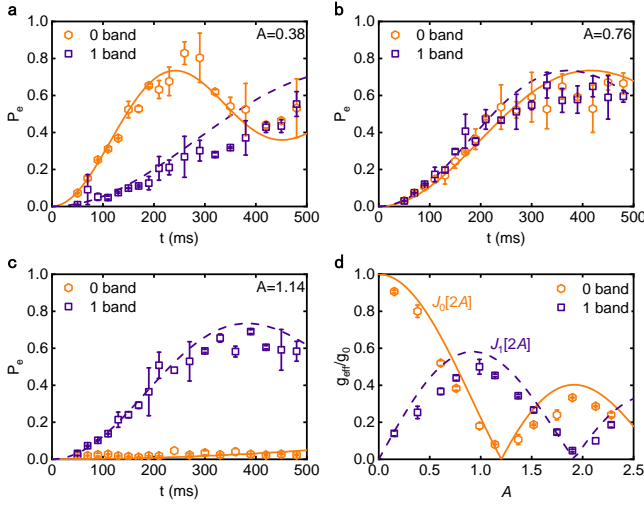 a
0 band
1 band
A=0.38
1.0
0.8
0.6
0.4
0.2
0.0
P_e
0 100 200 300 400 500
t (ms)
b
0 band
1 band
A=0.76
1.0
0.8
0.6
0.4
0.2
0.0
P_e
0 100 200 300 400 500
t (ms)
c
0 band
1 band
A=1.14
1.0
0.8
0.6
0.4
0.2
0.0
P_e
0 100 200 300 400 500
t (ms)
d
0 band
1 band
J_0[2A]
J_1[2A]
1.0
0.8
0.6
0.4
0.2
0.0
g_eff/g_0
0.0 0.5 1.0 1.5 2.0 2.5
A